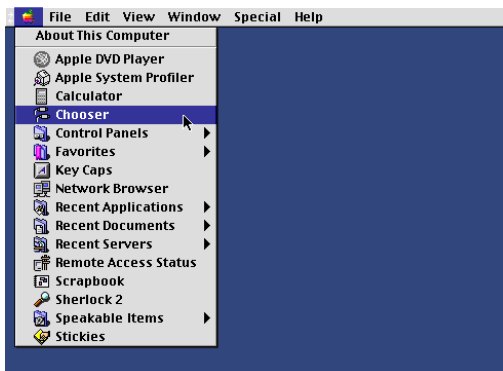 File Edit View Window Special Help
About This Computer
Apple DVD Player
Apple System Profiler
Calculator
Chooser
Control Panels
Favorites
Key Caps
Network Browser
Recent Applications
Recent Documents
Recent Servers
Remote Access Status
Scrapbook
Sherlock 2
Speakable Items
Stickies